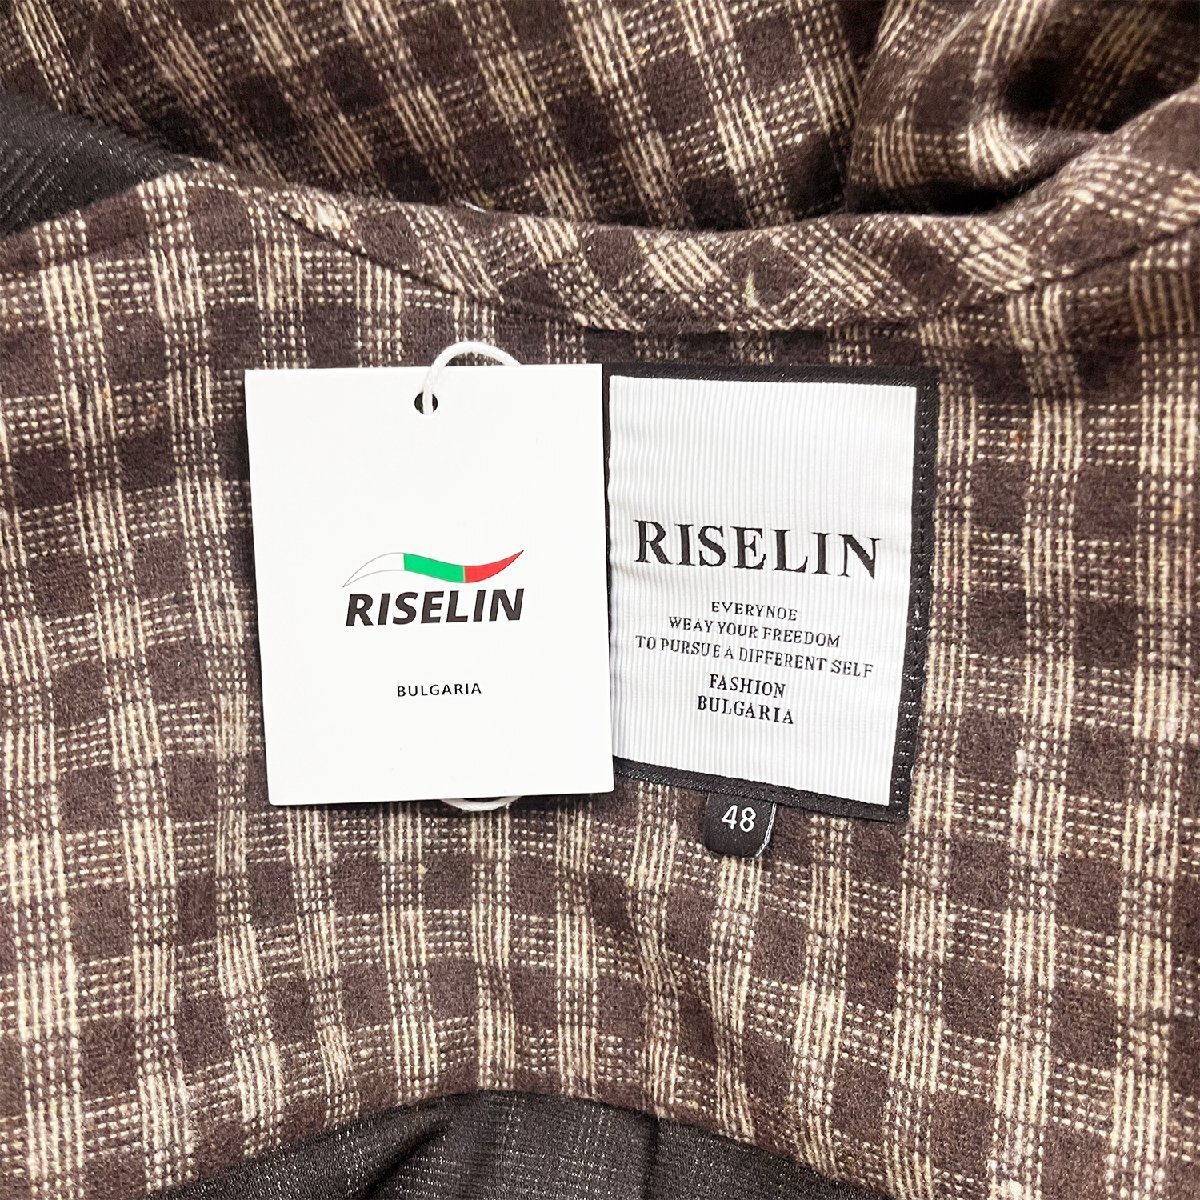 RISELIN
BULGARIA
RISELIN
EVERYNOE
WEAY YOUR FREEDOM
TO PURSUE A DIFFERENT SELF
FASHION
BULGARIA
48